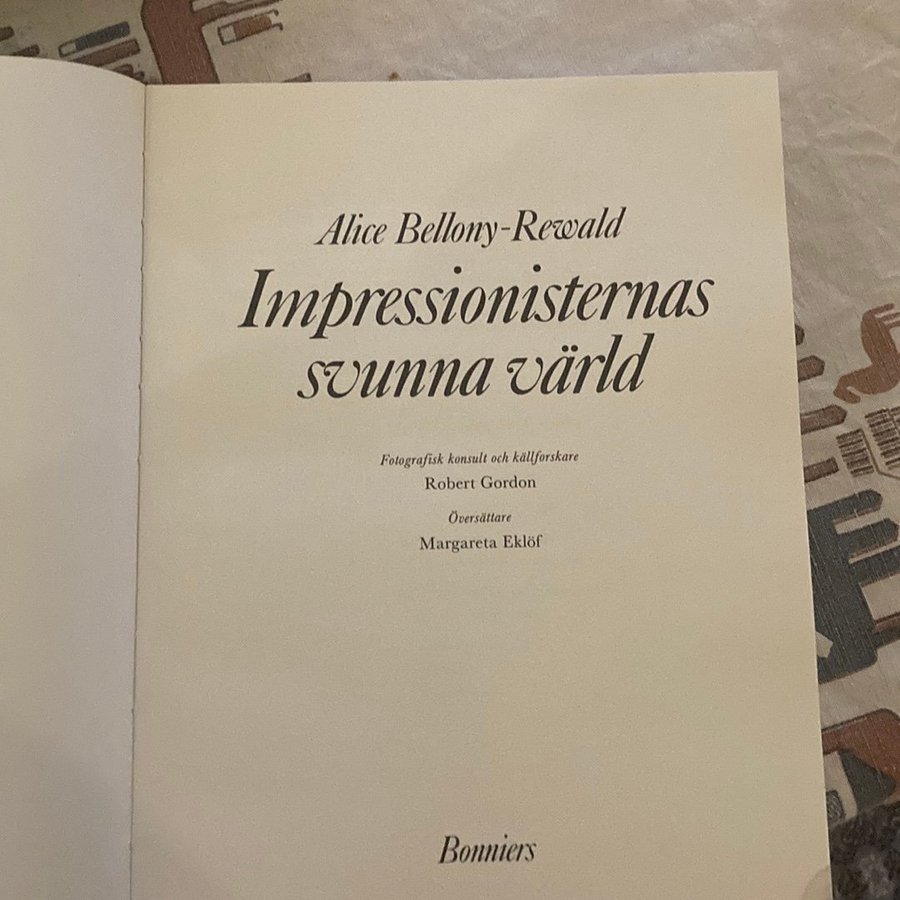 Alice Bellony-Rewald
Impressionisternas
svunna värld
Fotografisk konsult och källforskare
Robert Gordon
Översättare
Margareta Eklöf
Bonniers